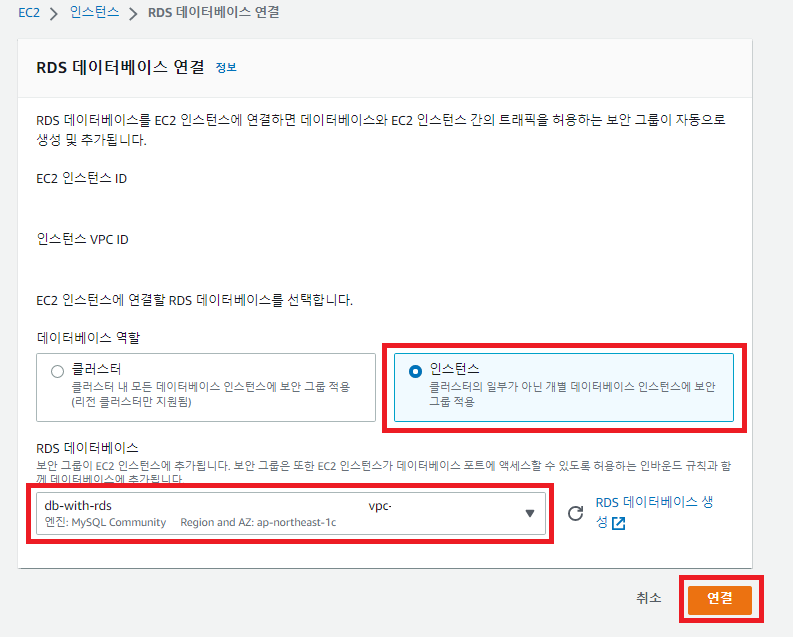 EC2 > 인스턴스 > RDS 데이터베이스 연결
RDS 데이터베이스 연결 정보
RDS 데이터베이스를 EC2 인스턴스에 연결하면 데이터베이스와 EC2 인스턴스 간의 트래픽을 허용하는 보안 그룹이 자동으로
생성 및 추가됩니다.
EC2 인스턴스 ID
인스턴스 VPC ID
EC2 인스턴스에 연결할 RDS 데이터베이스를 선택합니다.
데이터베이스 역할
클러스터
클러스터 내 모든 데이터베이스 인스턴스에 보안 그룹 적용
(리전 클러스터만 지원됨)
인스턴스
클러스터의 일부가 아닌 개별 데이터베이스 인스턴스에 보안
그룹 적용
RDS 데이터베이스
보안 그룹이 EC2 인스턴스에 추가됩니다. 보안 그룹은 또한 EC2 인스턴스가 데이터베이스 포트에 액세스할 수 있도록 허용하는 인바운드 규칙과 함
께 데이터베이스에 추가됩니다.
db-with-rds vpc-
엔진: MySQL Community Region and AZ: ap-northeast-1c
RDS 데이터베이스 생
성
취소 연결